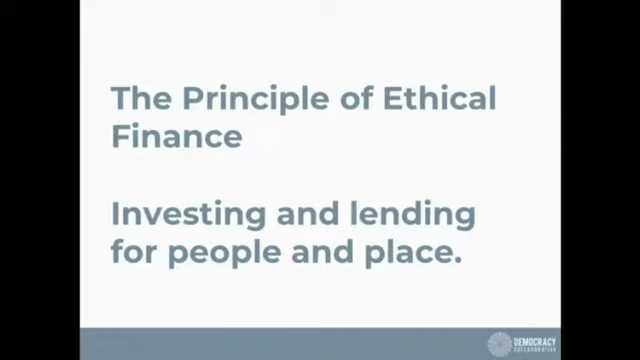 The Principle of Ethical
Finance
Investing and lending
for people and place.
DEMOCRACY
COLLABORATIVE